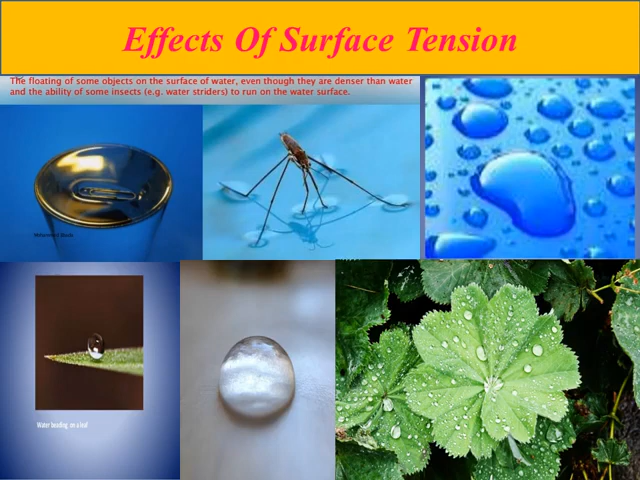 Effects Of Surface Tension
The floating of some objects on the surface of water, even though they are denser than water
and the ability of some insects (e.g. water striders) to run on the water surface.
Water beading on a leaf